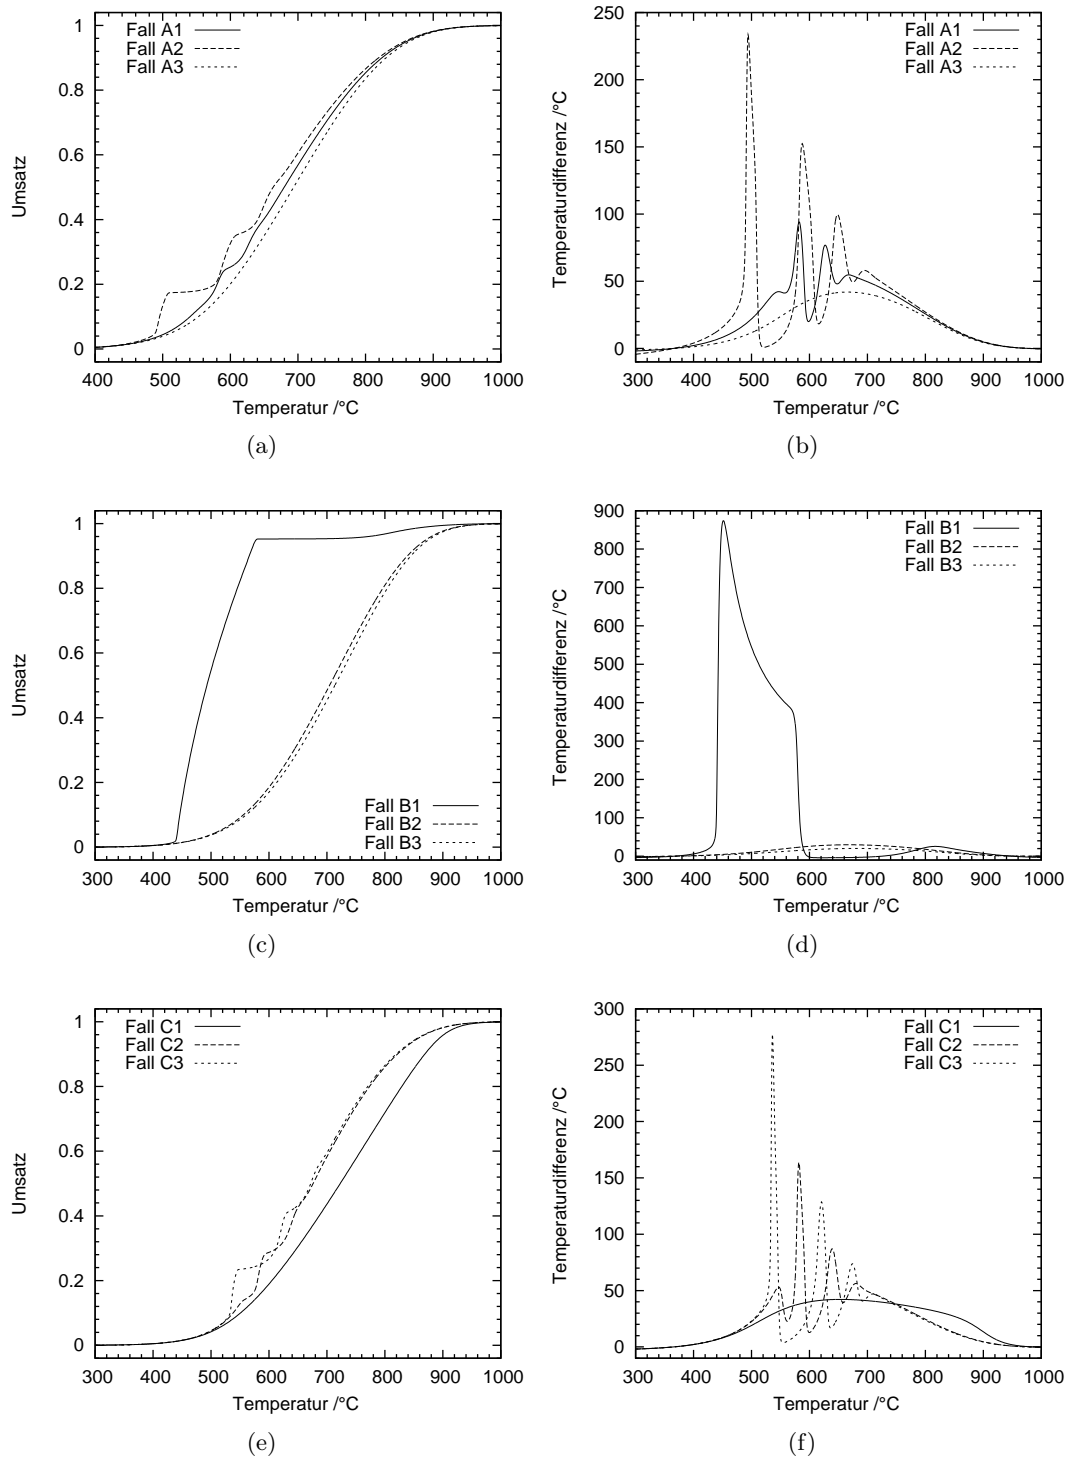 1
0.8
0.6
0.4
0.2
0
Umsatz
Fall A1
Fall A2
Fall A3
400 500 600 700 800 900 1000
Temperatur /°C
(a)
250
200
150
100
50
0
Temperaturdifferenz /°C
Fall A1
Fall A2
Fall A3
300 400 500 600 700 800 900 1000
Temperatur /°C
(b)
1
0.8
0.6
0.4
0.2
0
Umsatz
Fall B1
Fall B2
Fall B3
300 400 500 600 700 800 900 1000
Temperatur /°C
(c)
900
800
700
600
500
400
300
200
100
0
Temperaturdifferenz /°C
Fall B1
Fall B2
Fall B3
300 400 500 600 700 800 900 1000
Temperatur /°C
(d)
1
0.8
0.6
0.4
0.2
0
Umsatz
Fall C1
Fall C2
Fall C3
300 400 500 600 700 800 900 1000
Temperatur /°C
(e)
300
250
200
150
100
50
0
Temperaturdifferenz /°C
Fall C1
Fall C2
Fall C3
300 400 500 600 700 800 900 1000
Temperatur /°C
(f)